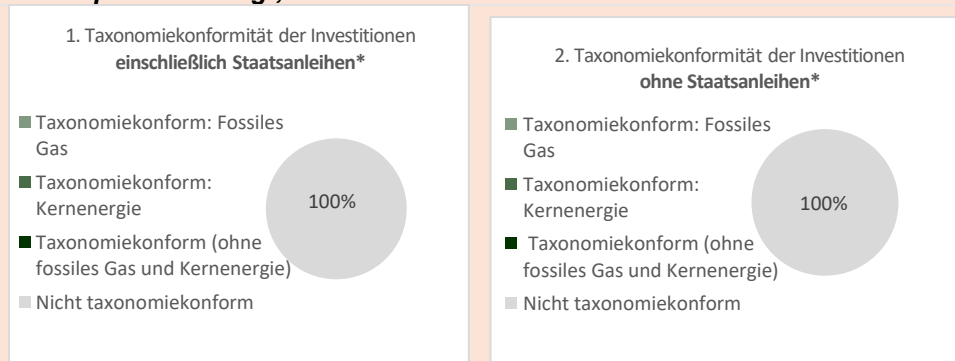 1. Taxonomiekonformität der Investitionen
einschließlich Staatsanleihen*
Taxonomiekonform: Fossiles
Gas
Taxonomiekonform:
Kernenergie
Taxonomiekonform (ohne
fossiles Gas und Kernenergie)
Nicht taxonomiekonform
100%
2. Taxonomiekonformität der Investitionen
ohne Staatsanleihen*
Taxonomiekonform: Fossiles
Gas
Taxonomiekonform:
Kernenergie
Taxonomiekonform (ohne
fossiles Gas und Kernenergie)
Nicht taxonomiekonform
100%